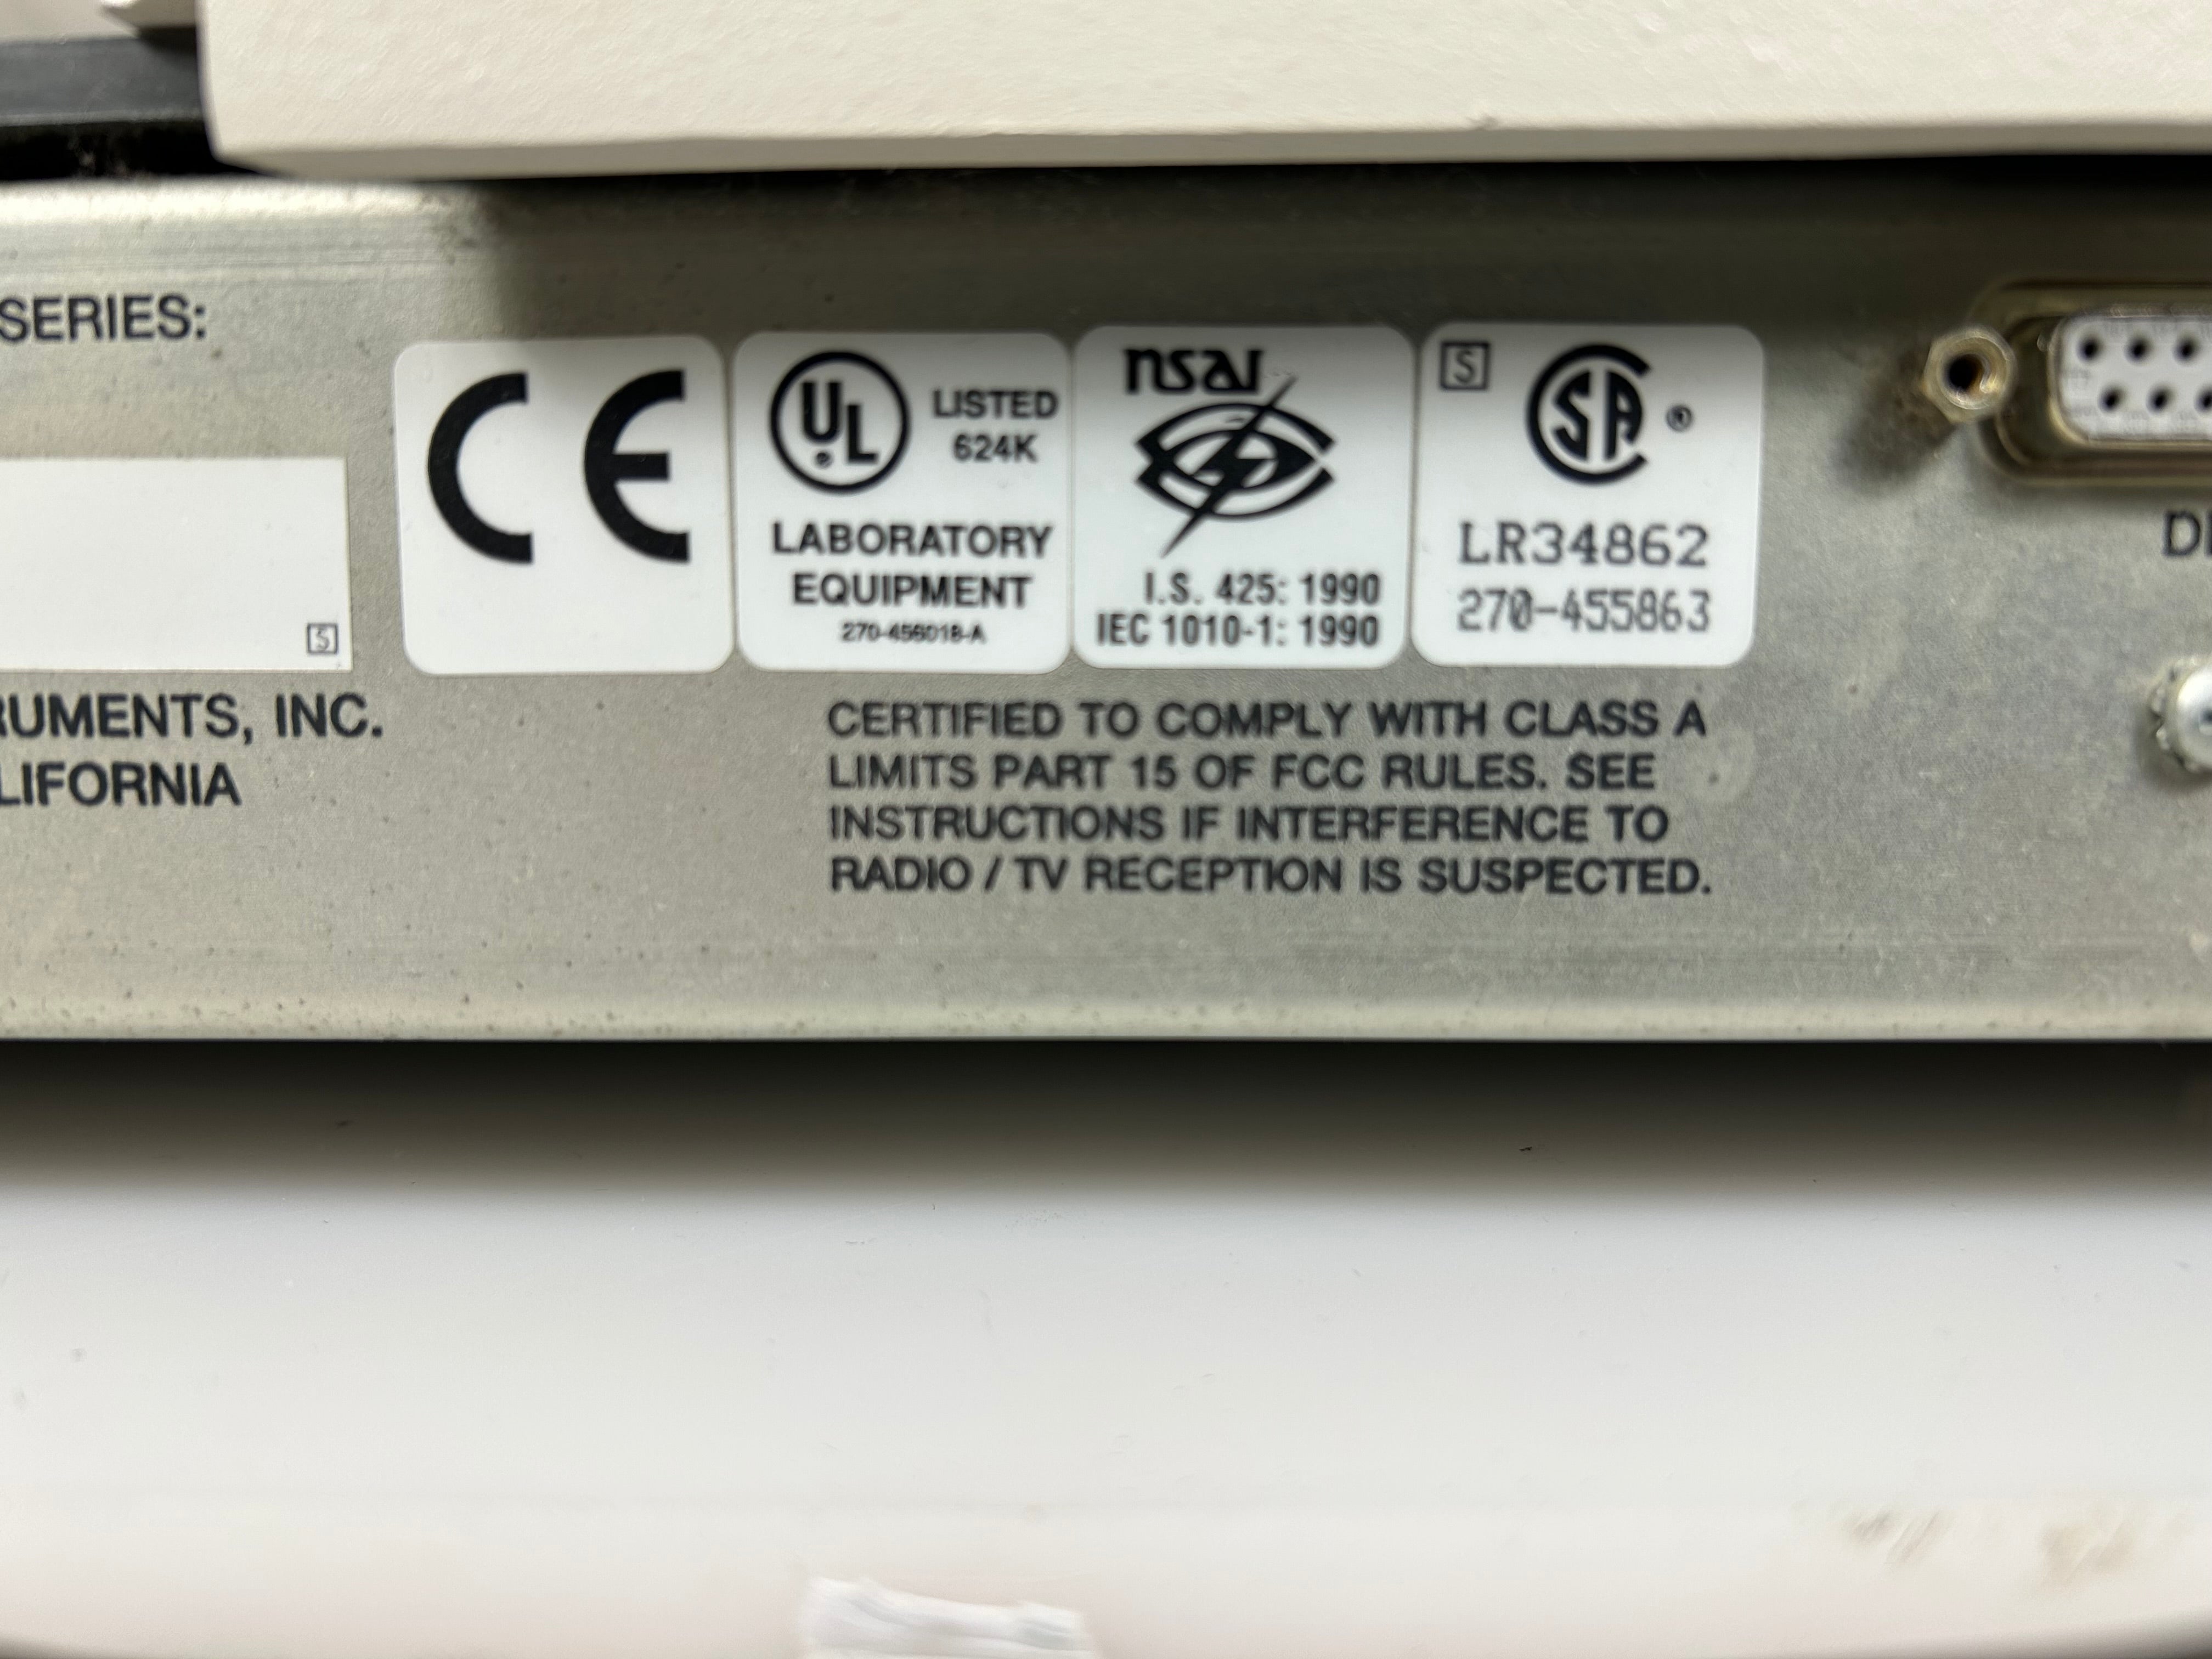 SERIES:
S
RUMENTS, INC.
LIFORNIA
CE
UL LISTED
624K
LABORATORY
EQUIPMENT
270-456018-A
nsai
I.S. 425: 1990
IEC 1010-1: 1990
S SA ®
LR34862
270-455863
CERTIFIED TO COMPLY WITH CLASS A
LIMITS PART 15 OF FCC RULES. SEE
INSTRUCTIONS IF INTERFERENCE TO
RADIO / TV RECEPTION IS SUSPECTED.